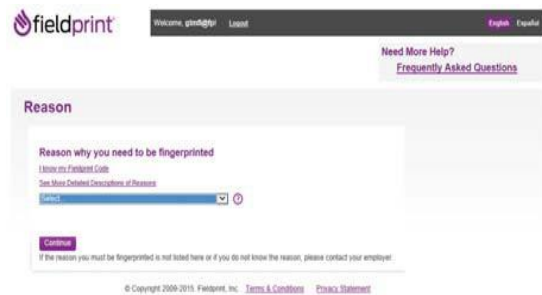 fieldprint
Welcome, Logout English Español
Need More Help?
Frequently Asked Questions
Reason
Reason why you need to be fingerprinted
I know my Fieldprint Code
See More Detailed Descriptions of Reasons
Select
Continue
If the reason you must be fingerprinted is not listed here or if you do not know the reason, please contact your employer.
© Copyright 2009-2015. Fieldprint, Inc. Terms & Conditions Privacy Statement